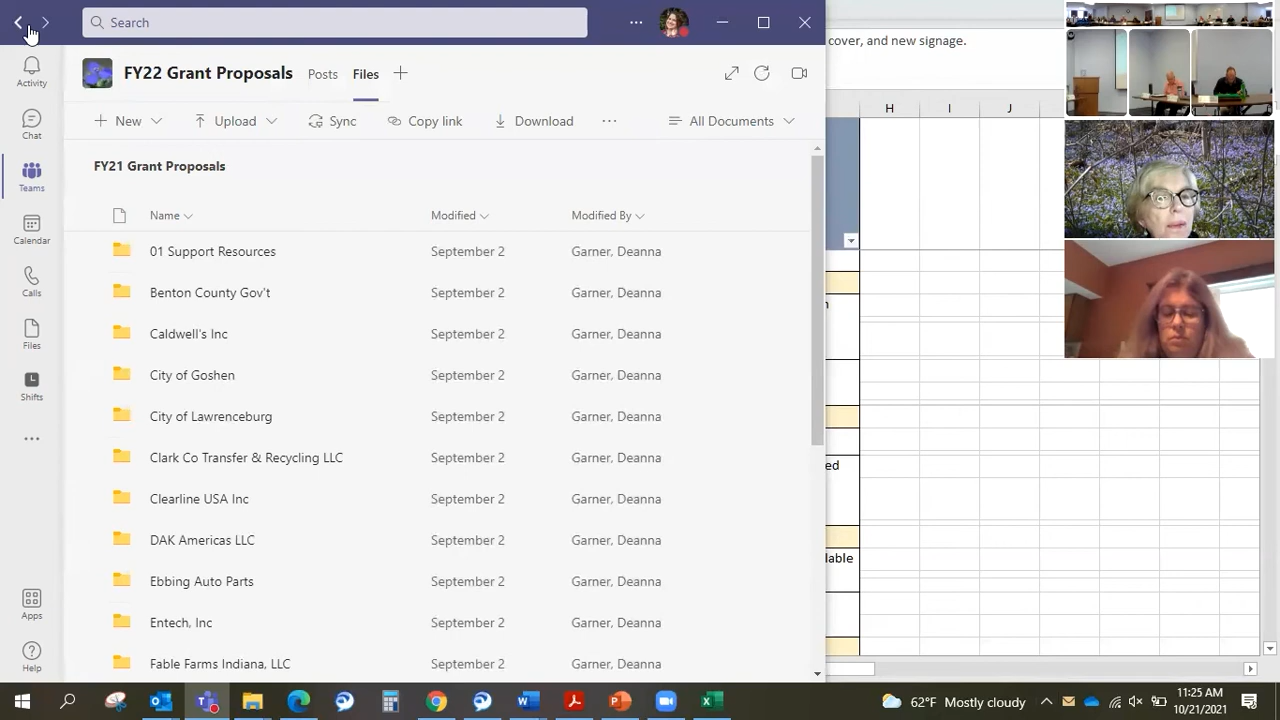 Search
cover, and new signage.
FY22 Grant Proposals
Posts
Files
Activity
Chat
Teams
Calendar
Calls
Files
Shifts
Apps
Help
New
Upload
Sync
Copy link
Download
All Documents
FY21 Grant Proposals
Name
Modified
Modified By
01 Support Resources
September 2
Garner, Deanna
Benton County Gov't
September 2
Garner, Deanna
Caldwell's Inc
September 2
Garner, Deanna
City of Goshen
September 2
Garner, Deanna
City of Lawrenceburg
September 2
Garner, Deanna
Clark Co Transfer & Recycling LLC
September 2
Garner, Deanna
Clearline USA Inc
September 2
Garner, Deanna
DAK Americas LLC
September 2
Garner, Deanna
Ebbing Auto Parts
September 2
Garner, Deanna
Entech, Inc
September 2
Garner, Deanna
Fable Farms Indiana, LLC
September 2
Garner, Deanna
H
I
J
n
ed
lable
62°F Mostly cloudy
11:25 AM
10/21/2021